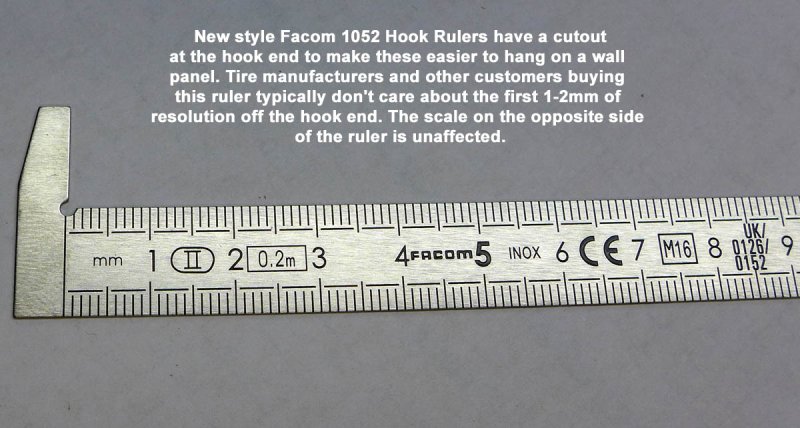 New style Facom 1052 Hook Rulers have a cutout
at the hook end to make these easier to hang on a wall
panel. Tire manufacturers and other customers buying
this ruler typically don't care about the first 1-2mm of
resolution off the hook end. The scale on the opposite side
of the ruler is unaffected.
mm 1 II 2 0.2m 3 4 FACOM 5 INOX 6 CE 7 M16 8 UK/ 9
0126/
0152